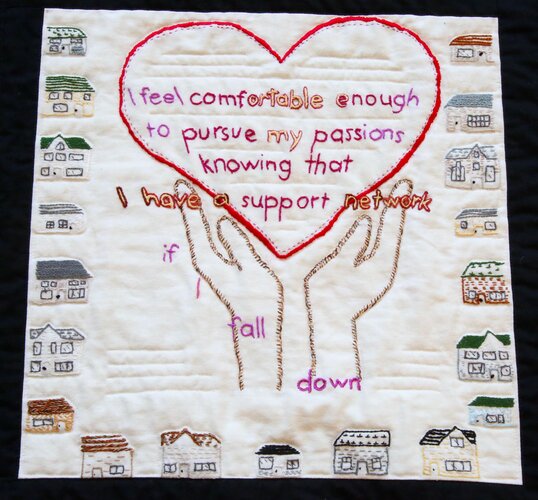 I feel comfortable enough
to pursue my passions
knowing that
I have a support network
if
I
fall
down